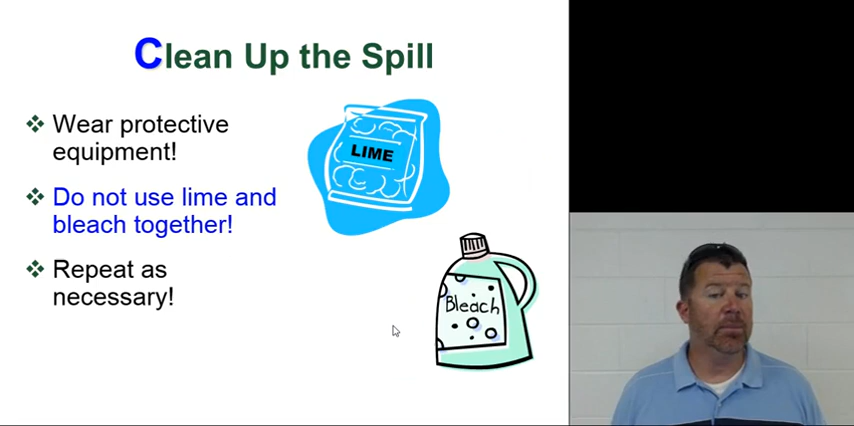 Clean Up the Spill
Wear protective
equipment!
Do not use lime and
bleach together!
Repeat as
necessary!
LIME
Bleach